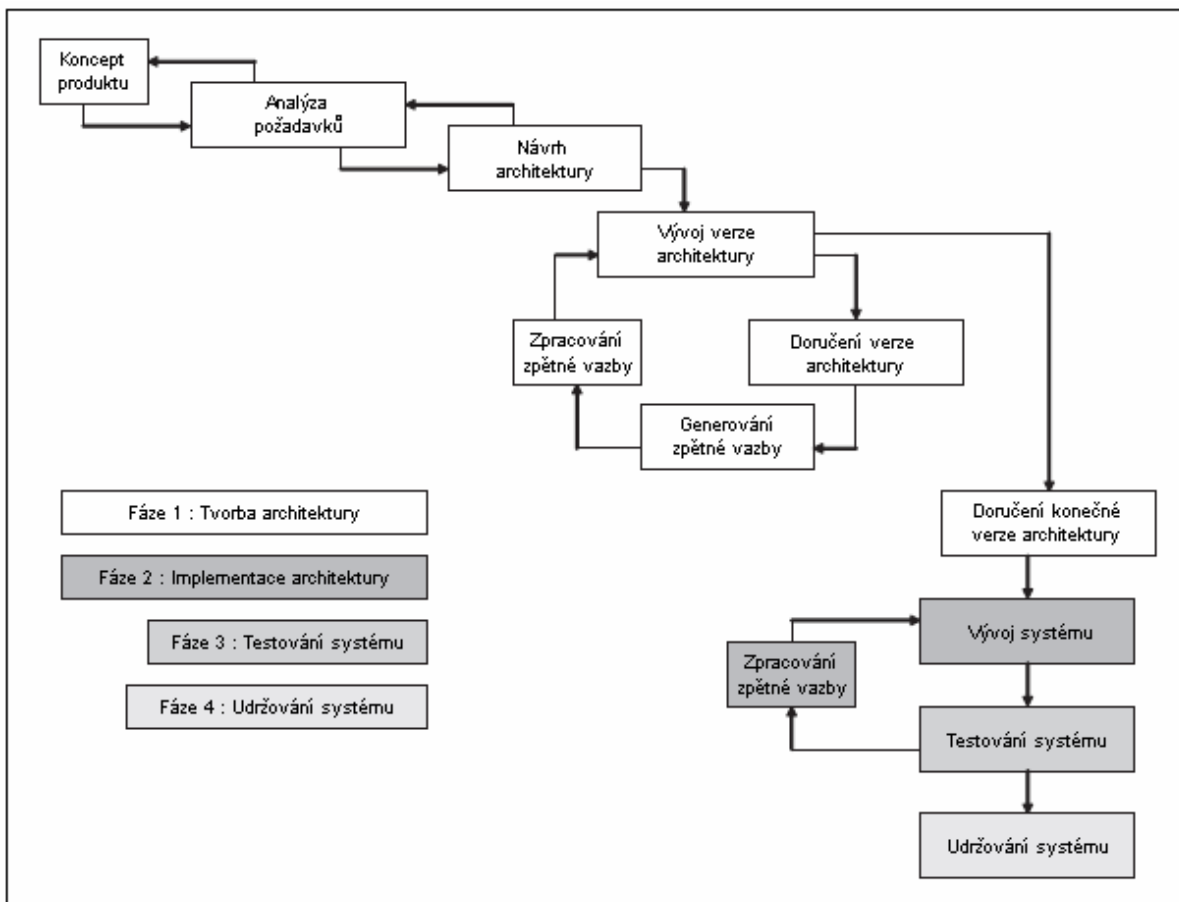 Koncept
produktu
Analýza
požadavků
Návrh
architektury
Vývoj verze
architektury
Zpracování
zpětné vazby
Doručení verze
architektury
Generování
zpětné vazby
Fáze 1 : Tvorba architektury
Fáze 2 : Implementace architektury
Fáze 3 : Testování systému
Fáze 4 : Udržování systému
Doručení konečné
verze architektury
Vývoj systému
Zpracování
zpětné vazby
Testování systému
Udržování systému